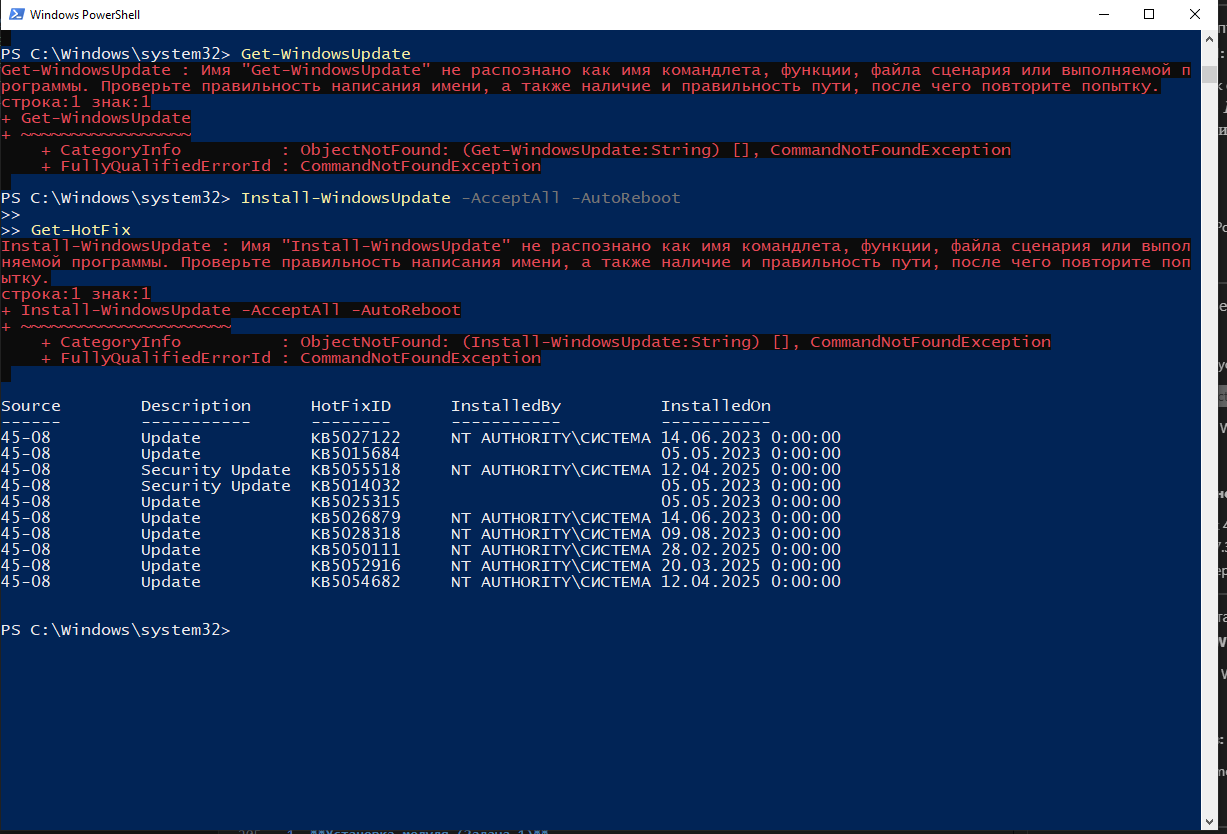 Windows PowerShell
PS C:\Windows\system32> Get-WindowsUpdate
Get-WindowsUpdate : Имя "Get-WindowsUpdate" не распознано как имя командлета, функции, файла сценария или выполняемой п
рограммы. Проверьте правильность написания имени, а также наличие и правильность пути, после чего повторите попытку.
строка:1 знак:1
+ Get-WindowsUpdate
+ ~~~~~~~~~~~~~~~~~
    + CategoryInfo          : ObjectNotFound: (Get-WindowsUpdate:String) [], CommandNotFoundException
    + FullyQualifiedErrorId : CommandNotFoundException
PS C:\Windows\system32> Install-WindowsUpdate -AcceptAll -AutoReboot
>>
>> Get-HotFix
Install-WindowsUpdate : Имя "Install-WindowsUpdate" не распознано как имя командлета, функции, файла сценария или выпол
няемой программы. Проверьте правильность написания имени, а также наличие и правильность пути, после чего повторите поп
ытку.
строка:1 знак:1
+ Install-WindowsUpdate -AcceptAll -AutoReboot
+ ~~~~~~~~~~~~~~~~~~~~~
    + CategoryInfo          : ObjectNotFound: (Install-WindowsUpdate:String) [], CommandNotFoundException
    + FullyQualifiedErrorId : CommandNotFoundException
Source        Description      HotFixID      InstalledBy          InstalledOn
------        -----------      --------      -----------          -----------
45-08         Update           KB5027122     NT AUTHORITY\СИСТЕМА 14.06.2023 0:00:00
45-08         Update           KB5015684                          05.05.2023 0:00:00
45-08         Security Update  KB5055518     NT AUTHORITY\СИСТЕМА 12.04.2025 0:00:00
45-08         Security Update  KB5014032                          05.05.2023 0:00:00
45-08         Update           KB5025315                          05.05.2023 0:00:00
45-08         Update           KB5026879     NT AUTHORITY\СИСТЕМА 14.06.2023 0:00:00
45-08         Update           KB5028318     NT AUTHORITY\СИСТЕМА 09.08.2023 0:00:00
45-08         Update           KB5050111     NT AUTHORITY\СИСТЕМА 28.02.2025 0:00:00
45-08         Update           KB5052916     NT AUTHORITY\СИСТЕМА 20.03.2025 0:00:00
45-08         Update           KB5054682     NT AUTHORITY\СИСТЕМА 12.04.2025 0:00:00
PS C:\Windows\system32>